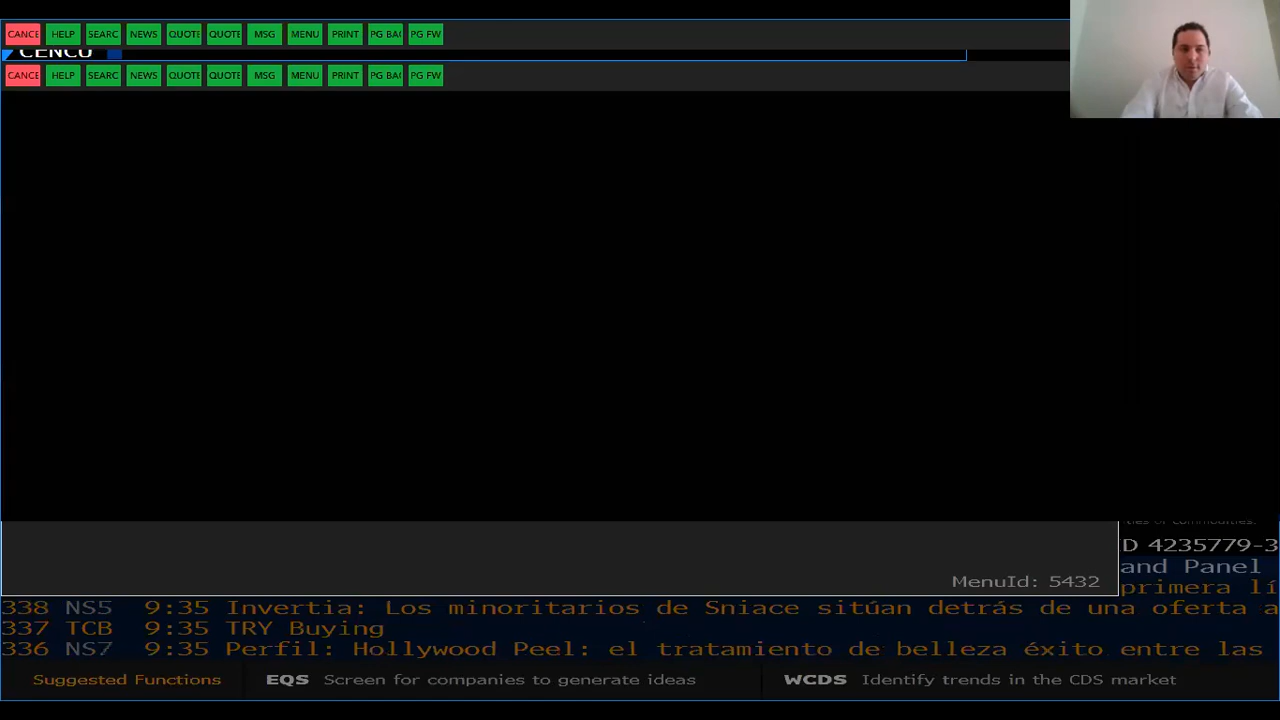 CANCE HELP SEARC NEWS QUOTE QUOTE MSG MENU PRINT PG BAC PG FW
CENCO
CANCE HELP SEARC NEWS QUOTE QUOTE MSG MENU PRINT PG BAC PG FW
D 4235779-3
and Panel
MenuId: 5432
primera lí
338 NS5 9:35 Invertia: Los minoritarios de Sniace sitúan detrás de una oferta a
337 TCB 9:35 TRY Buying
336 NS7 9:35 Perfil: Hollywood Peel: el tratamiento de belleza éxito entre las
Suggested Functions EQS Screen for companies to generate ideas WCDS Identify trends in the CDS market